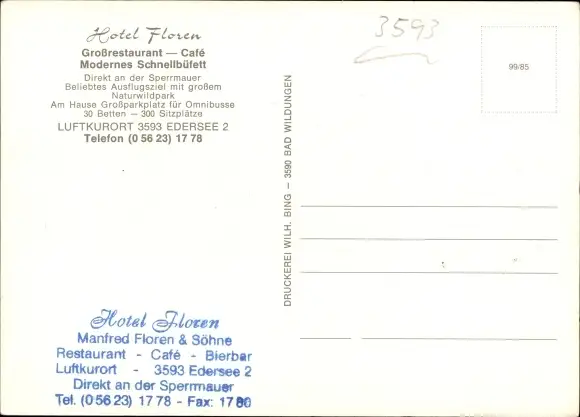 Hotel Floren
Großrestaurant — Café
Modernes Schnellbüfett
Direkt an der Sperrmauer
Beliebtes Ausflugsziel mit großem
Naturwildpark
Am Hause Großparkplatz für Omnibusse
30 Betten — 300 Sitzplätze
LUFTKURORT 3593 EDERSEE 2
Telefon (0 56 23) 17 78
3593
99/85
DRUCKEREI WILH. BING — 3590 BAD WILDUNGEN
Hotel Floren
Manfred Floren & Söhne
Restaurant - Café - Bierbar
Luftkurort - 3593 Edersee 2
Direkt an der Sperrmauer
Tel. (0 56 23) 17 78 - Fax: 17 80